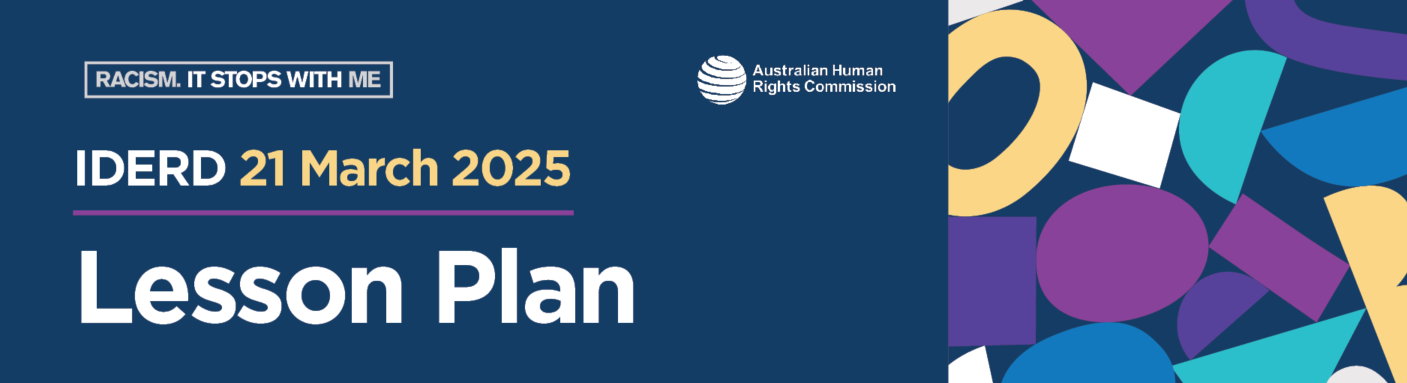 RACISM. IT STOPS WITH ME
Australian Human
Rights Commission
IDERD 21 March 2025
Lesson Plan